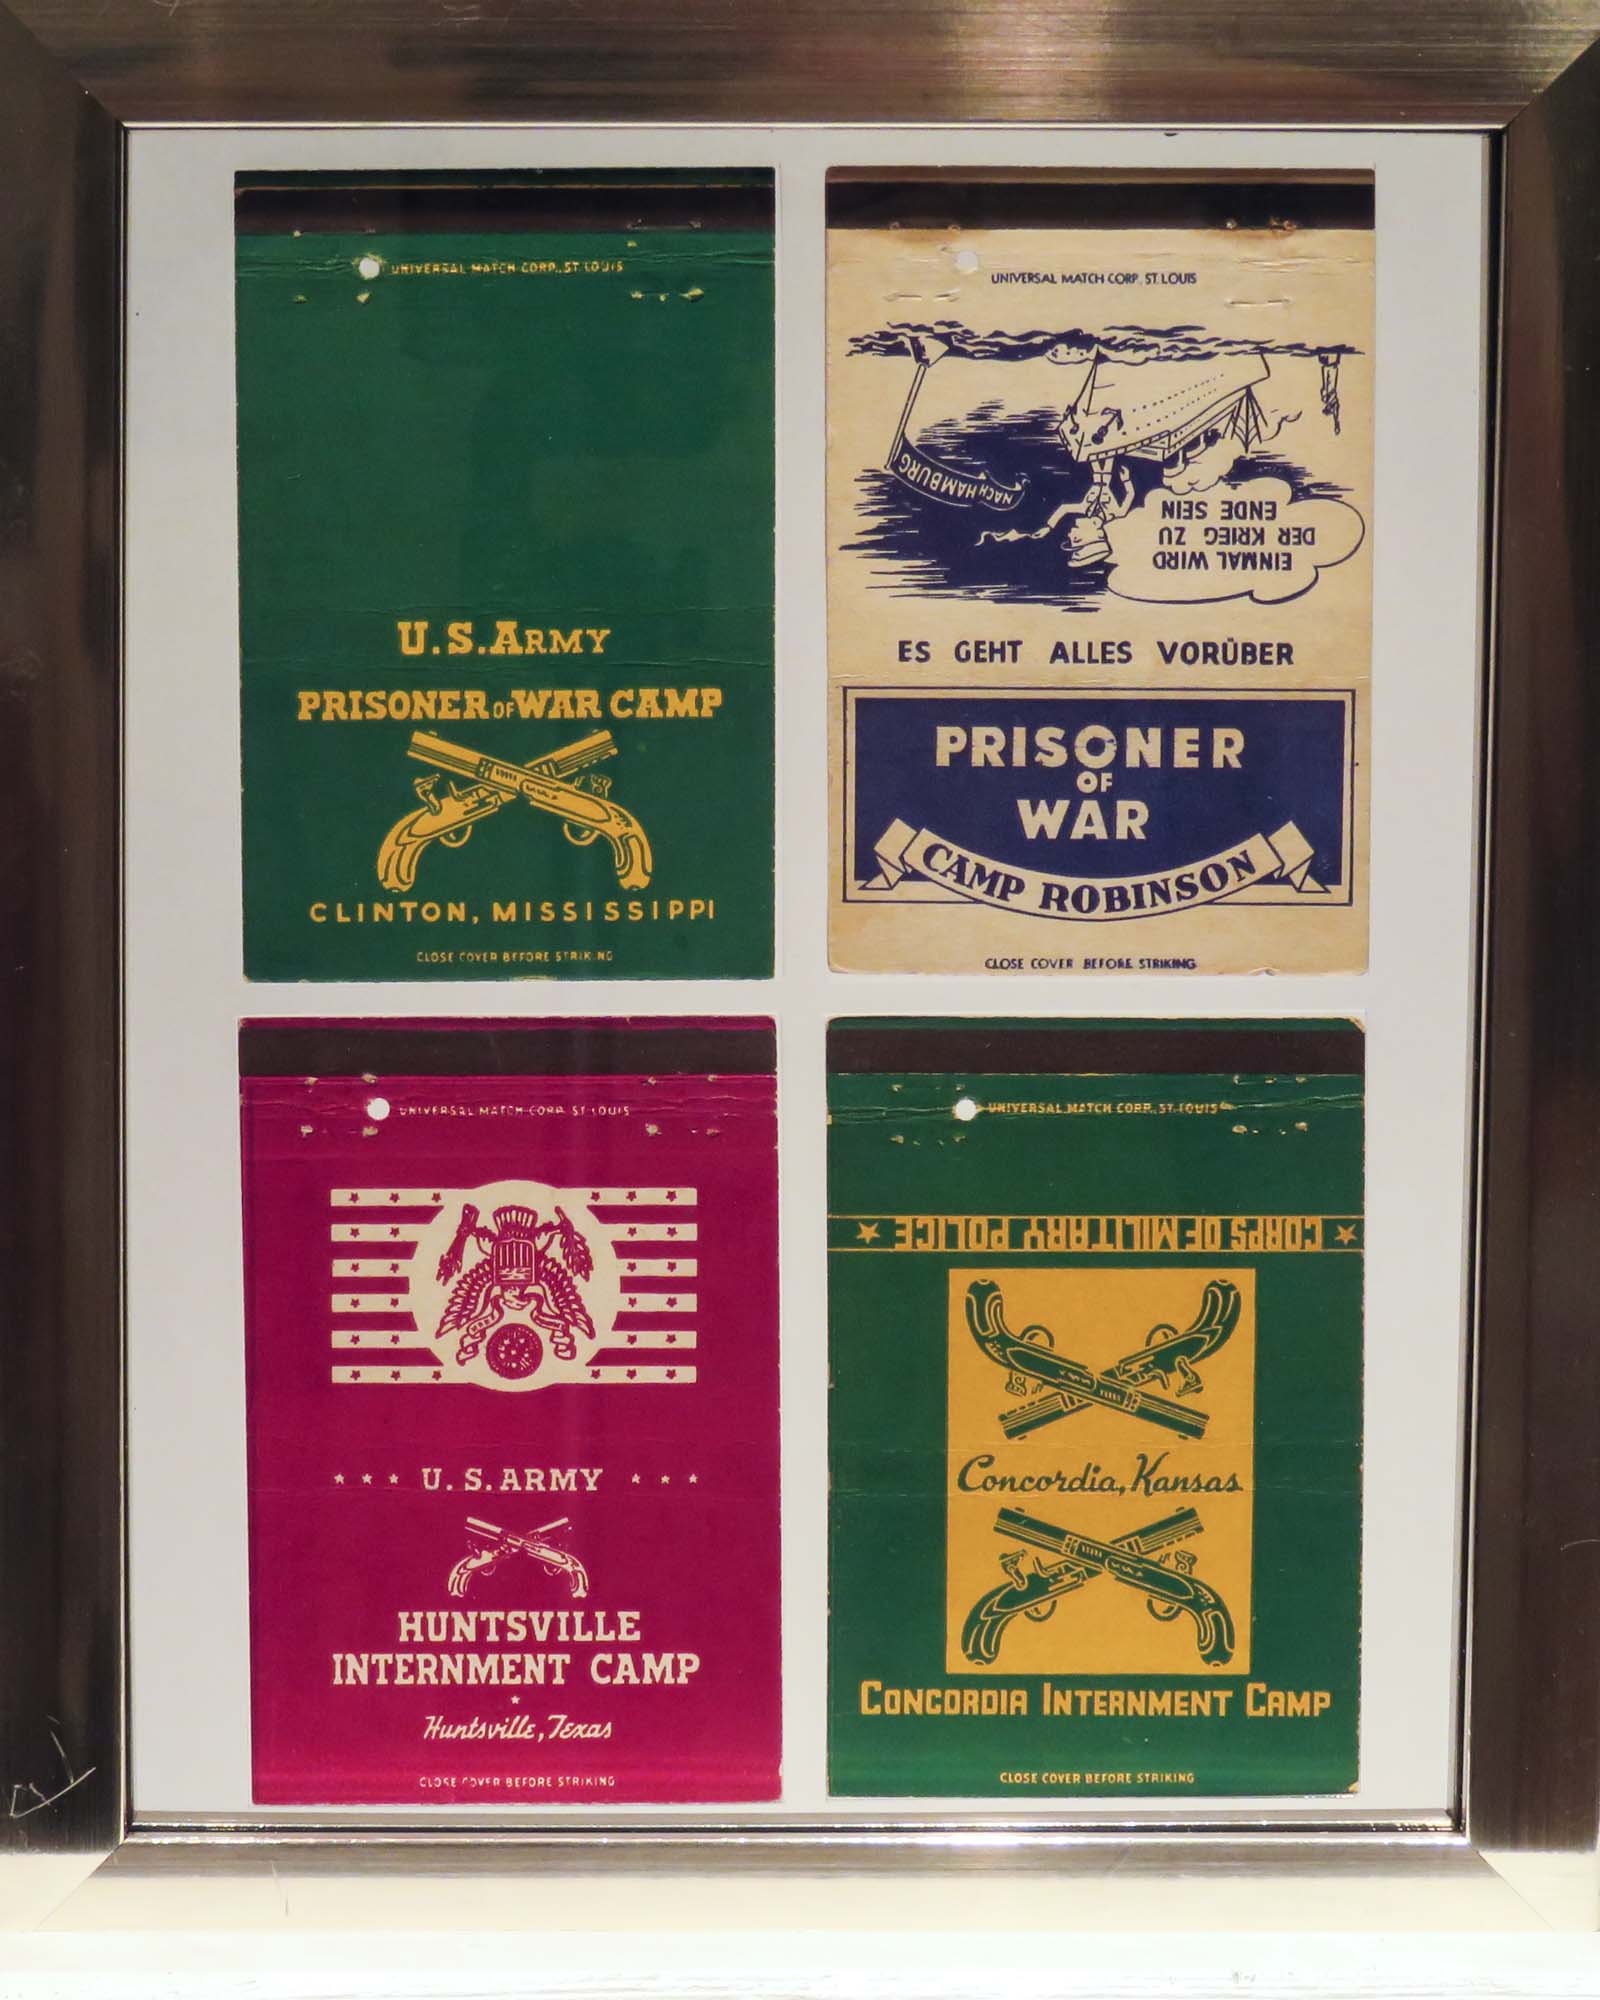 UNIVERSAL MATCH CORP., ST. LOUIS
U.S. ARMY
PRISONER OF WAR CAMP
CLINTON, MISSISSIPPI
CLOSE COVER BEFORE STRIKING
UNIVERSAL MATCH CORP., ST. LOUIS
NACH HAMBURG
EINMAL WIRD
DER KRIEG ZU
ENDE SEIN
ES GEHT ALLES VORÜBER
PRISONER
OF
WAR
CAMP ROBINSON
CLOSE COVER BEFORE STRIKING
UNIVERSAL MATCH CORP., ST. LOUIS
U.S. ARMY
HUNTSVILLE
INTERNMENT CAMP
Huntsville, Texas
CLOSE COVER BEFORE STRIKING
UNIVERSAL MATCH CORP., ST. LOUIS
CORPS OF MILITARY POLICE
Concordia, Kansas
CONCORDIA INTERNMENT CAMP
CLOSE COVER BEFORE STRIKING